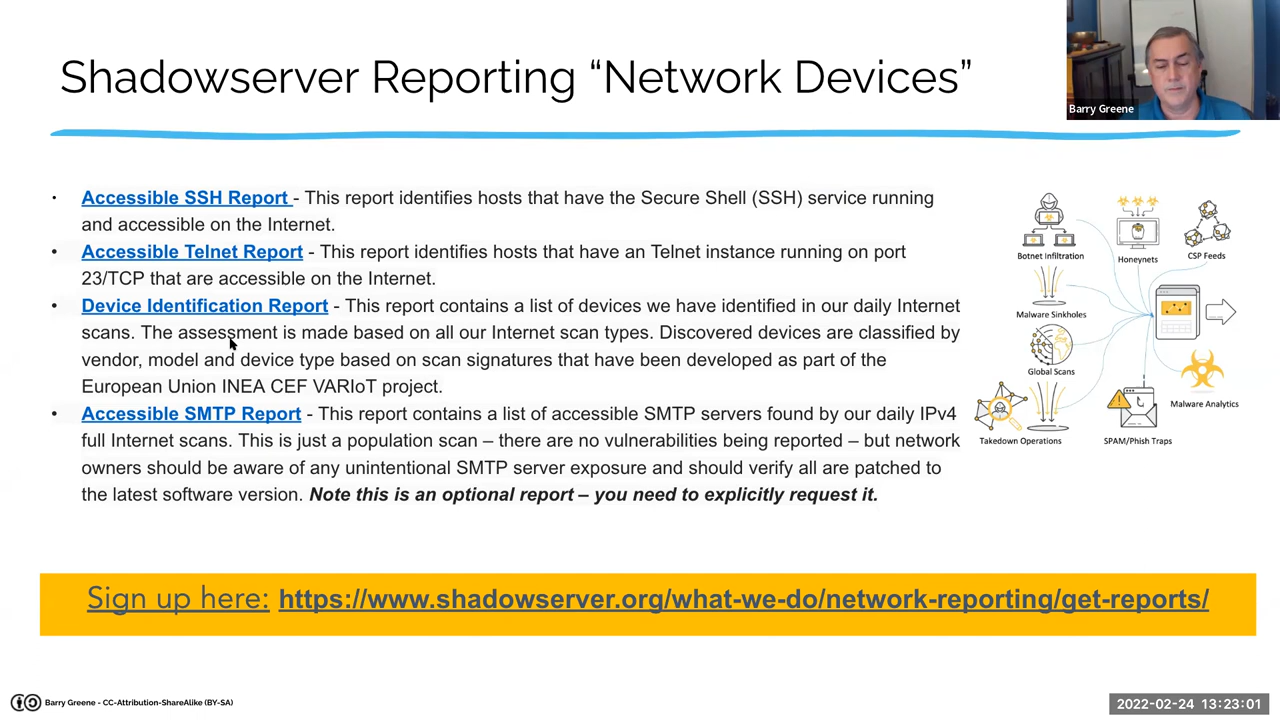 Shadowserver Reporting “Network Devices”
Barry Greene
• Accessible SSH Report - This report identifies hosts that have the Secure Shell (SSH) service running
and accessible on the Internet.
• Accessible Telnet Report - This report identifies hosts that have an Telnet instance running on port
23/TCP that are accessible on the Internet.
• Device Identification Report - This report contains a list of devices we have identified in our daily Internet
scans. The assessment is made based on all our Internet scan types. Discovered devices are classified by
vendor, model and device type based on scan signatures that have been developed as part of the
European Union INEA CEF VARIoT project.
• Accessible SMTP Report - This report contains a list of accessible SMTP servers found by our daily IPv4
full Internet scans. This is just a population scan – there are no vulnerabilities being reported – but network
owners should be aware of any unintentional SMTP server exposure and should verify all are patched to
the latest software version. Note this is an optional report – you need to explicitly request it.
Botnet Infiltration
Honeynets
CSP Feeds
Malware Sinkholes
Global Scans
Malware Analytics
Takedown Operations
SPAM/Phish Traps
Sign up here: https://www.shadowserver.org/what-we-do/network-reporting/get-reports/
Barry Greene - CC-Attribution-ShareAlike (BY-SA)
2022-02-24 13:23:01